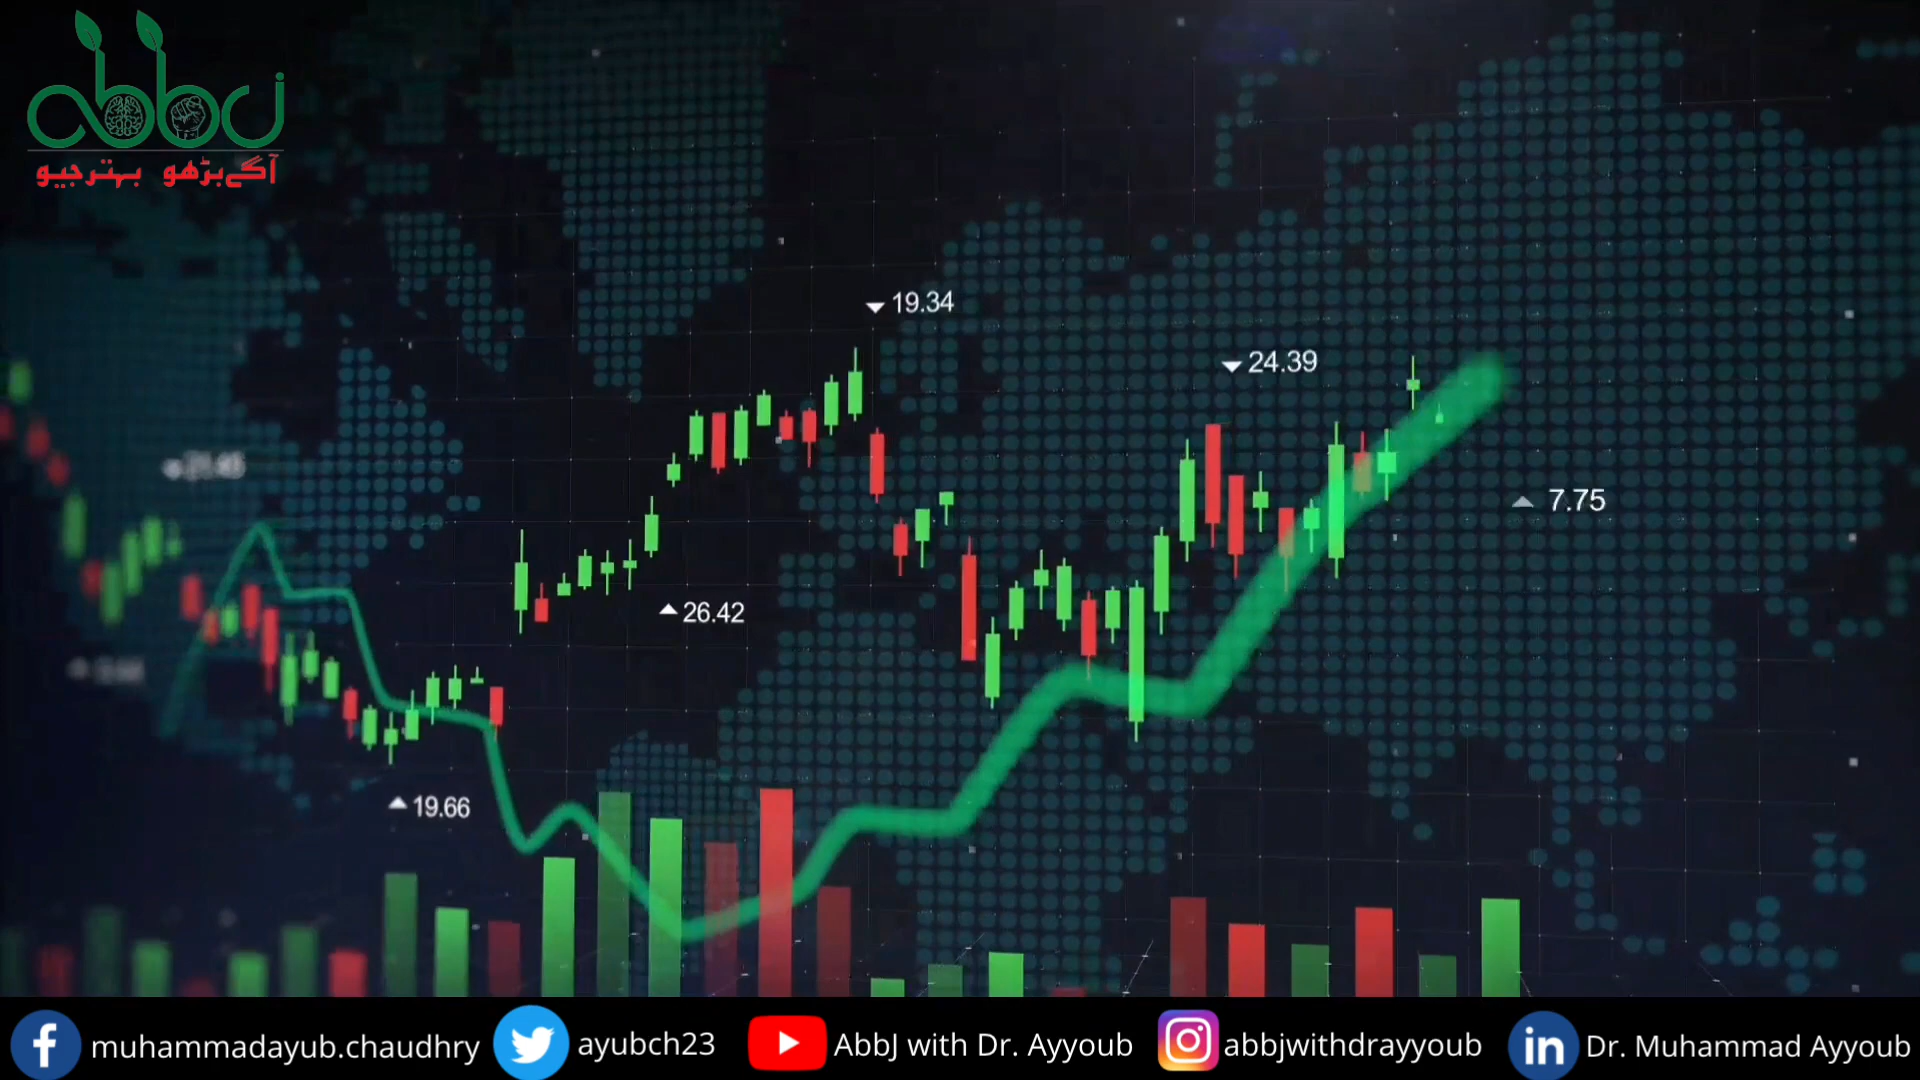 abbj
آگے بڑھو بہتر جیو
19.34
24.39
7.75
26.42
19.66
muhammadayub.chaudhry
ayubch23
AbbJ with Dr. Ayyoub
abbjwithdrayyoub
in Dr. Muhammad Ayyoub